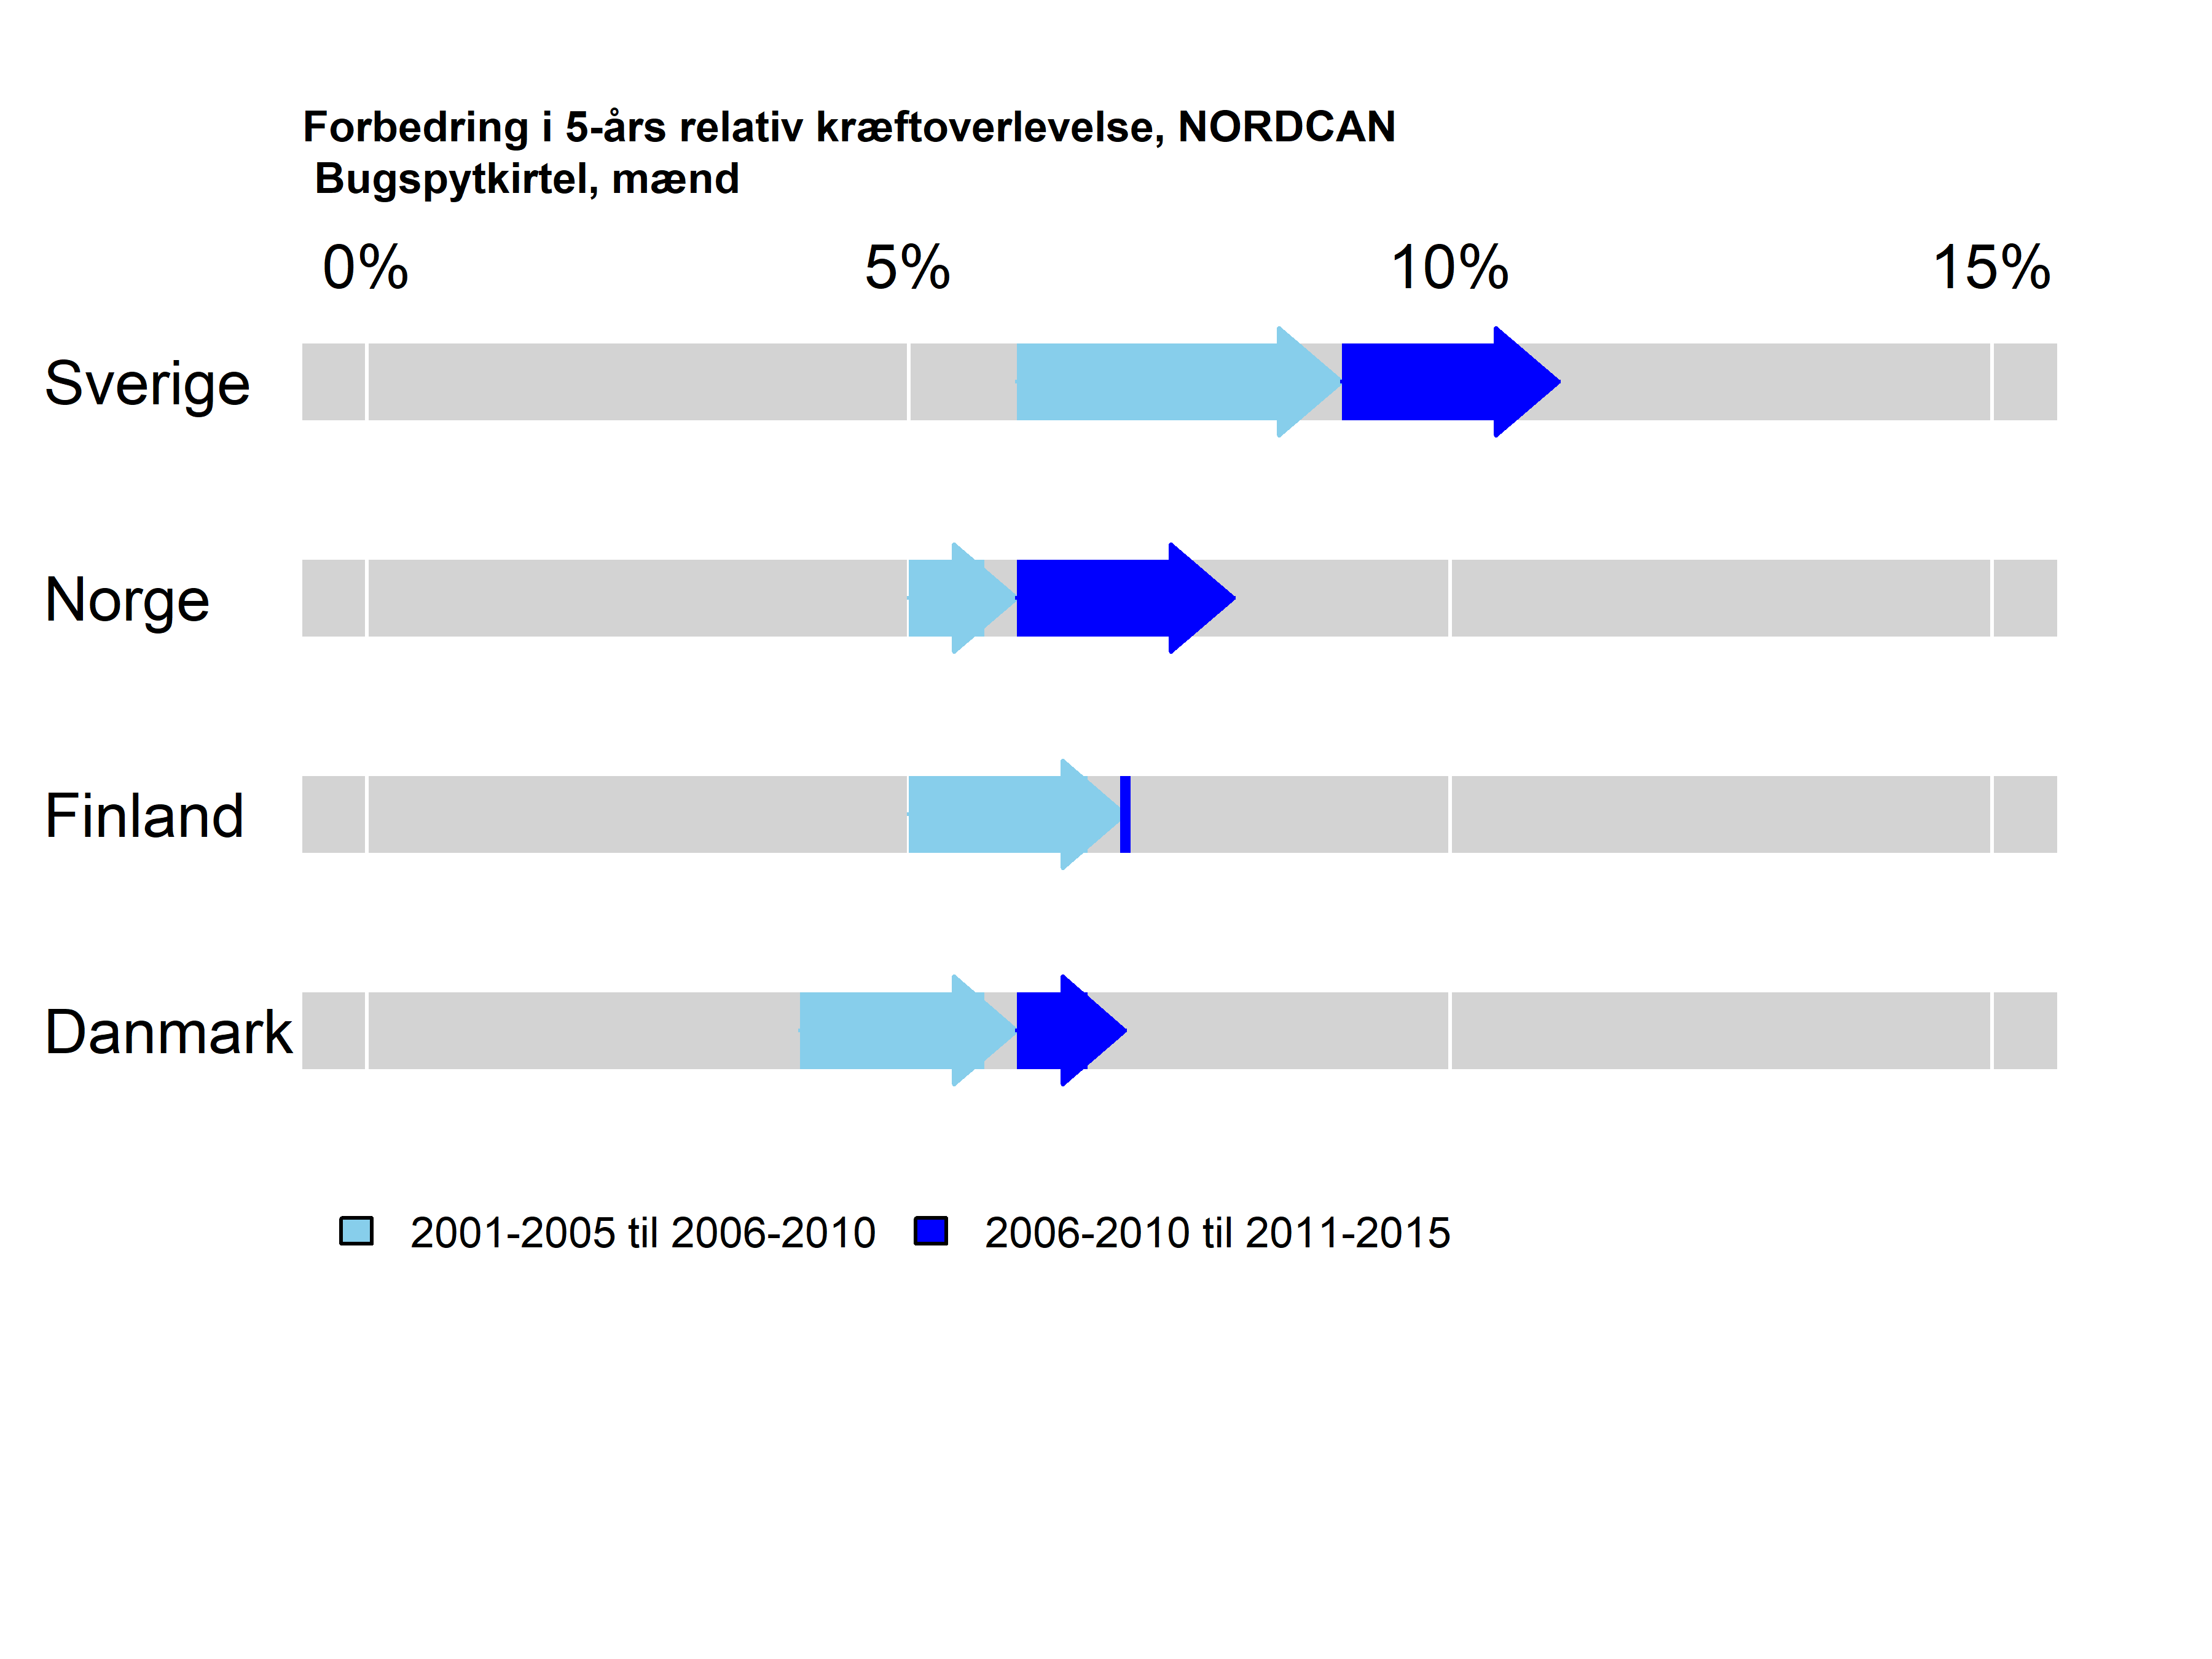 Forbedring i 5-års relativ kræftoverlevelse, NORDCAN
Bugspytkirtel, mænd
0% 5% 10% 15%
Sverige
Norge
Finland
Danmark
2001-2005 til 2006-2010 2006-2010 til 2011-2015